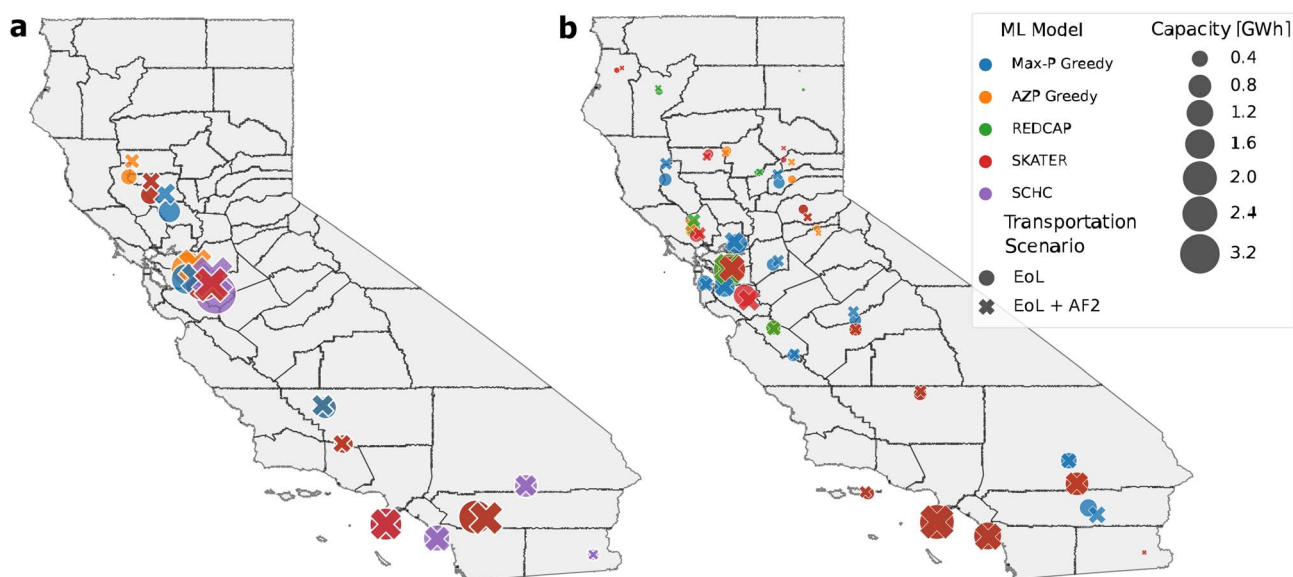 a
b
ML Model
Max-P Greedy
AZP Greedy
REDCAP
SKATER
SCHC
Transportation
Scenario
EoL
EoL + AF2
Capacity [GWh]
0.4
0.8
1.2
1.6
2.0
2.4
3.2